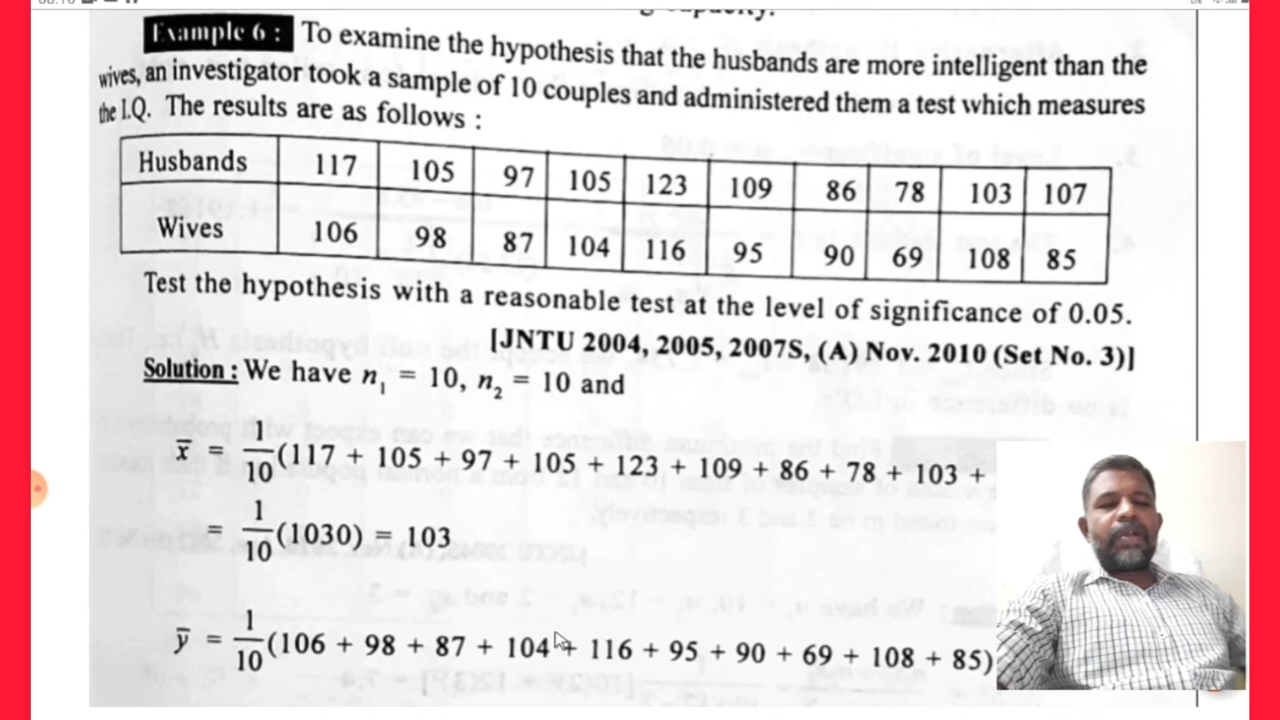 Example 6 : To examine the hypothesis that the husbands are more intelligent than the
wives, an investigator took a sample of 10 couples and administered them a test which measures
the I.Q. The results are as follows :
Husbands 117 105 97 105 123 109 86 78 103 107
Wives 106 98 87 104 116 95 90 69 108 85
Test the hypothesis with a reasonable test at the level of significance of 0.05.
[JNTU 2004, 2005, 2007S, (A) Nov. 2010 (Set No. 3)]
Solution : We have n₁ = 10, n₂ = 10 and
x̄ = 1/10 (117 + 105 + 97 + 105 + 123 + 109 + 86 + 78 + 103 +
= 1/10 (1030) = 103
ȳ = 1/10 (106 + 98 + 87 + 104 + 116 + 95 + 90 + 69 + 108 + 85)